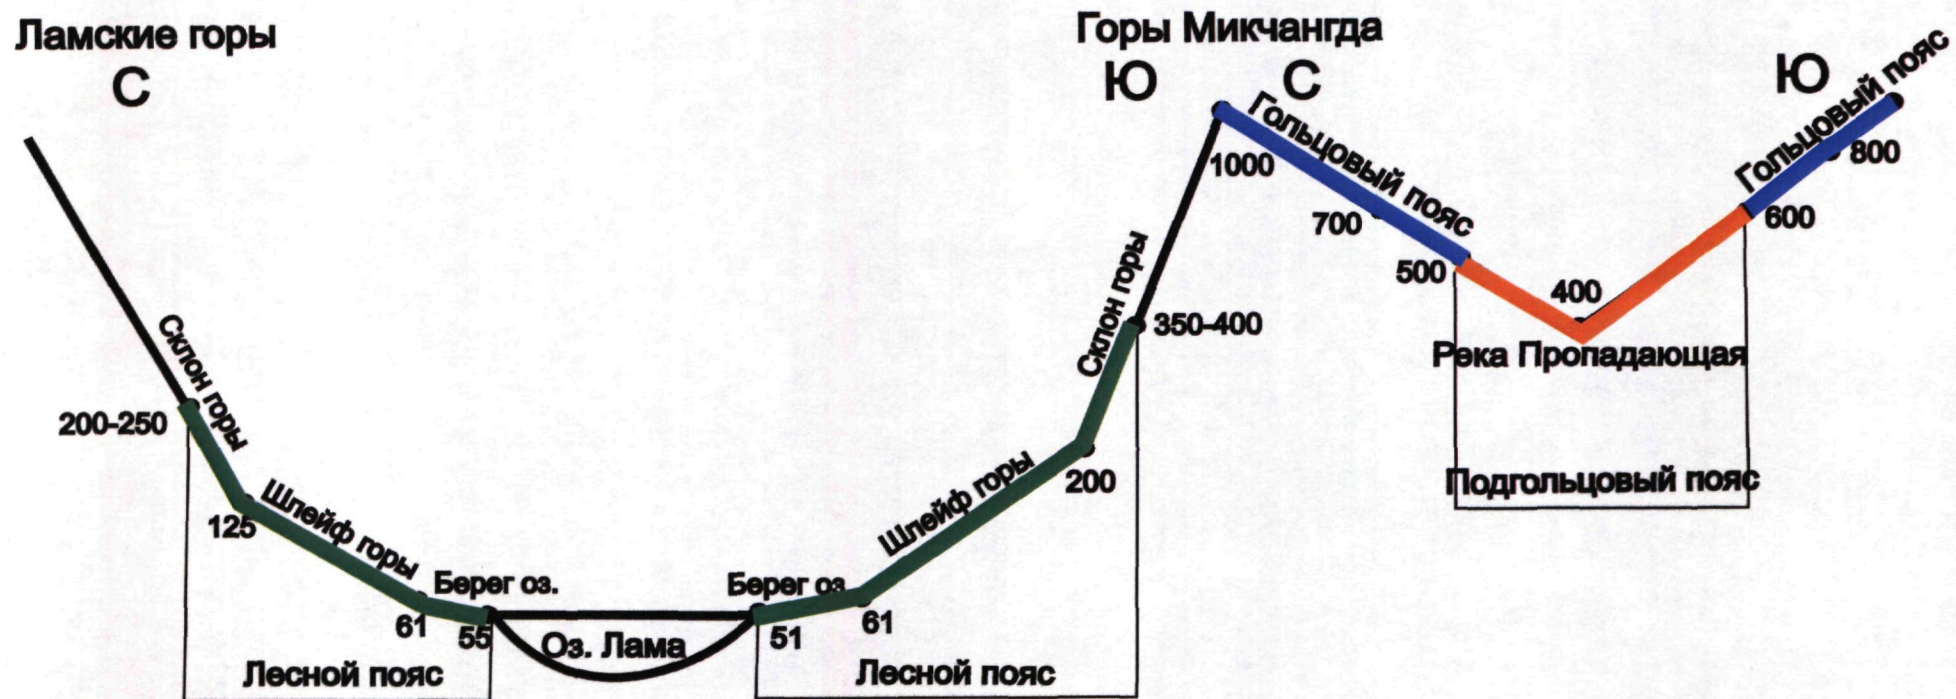 Ламские горы
С
Горы Микчангда
Ю
С
Ю
Гольцовый пояс
Гольцовый пояс
1000
700
500
400
600
800
Река Пропадающая
Подгольцовый пояс
Склон горы
350-400
Склон горы
200-250
Шлейф горы
125
Шлейф горы
200
Берег оз.
Берег оз
61
55
Оз. Лама
51
61
Лесной пояс
Лесной пояс